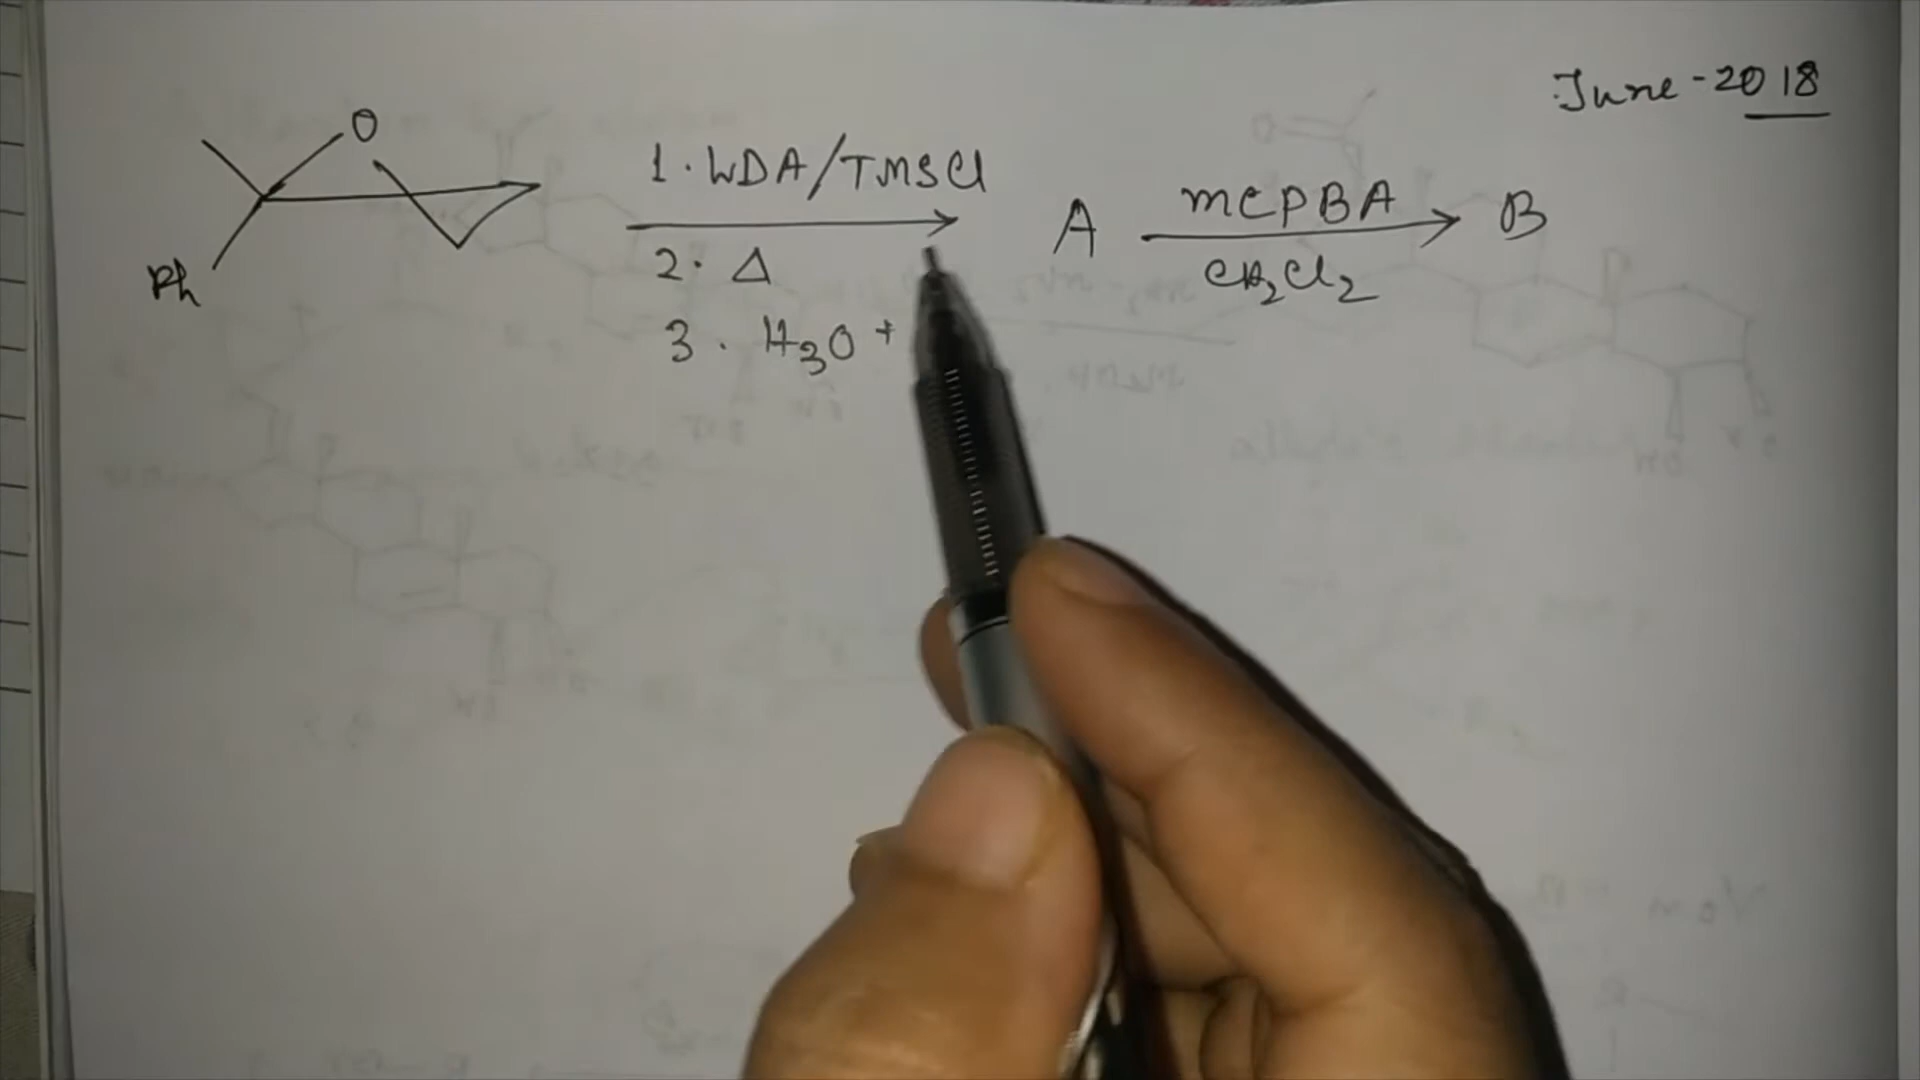 June-2018
O
Ph
1. LDA/TMSCl
2. Δ
3. H3O+
A
mCPBA
CH2Cl2
B